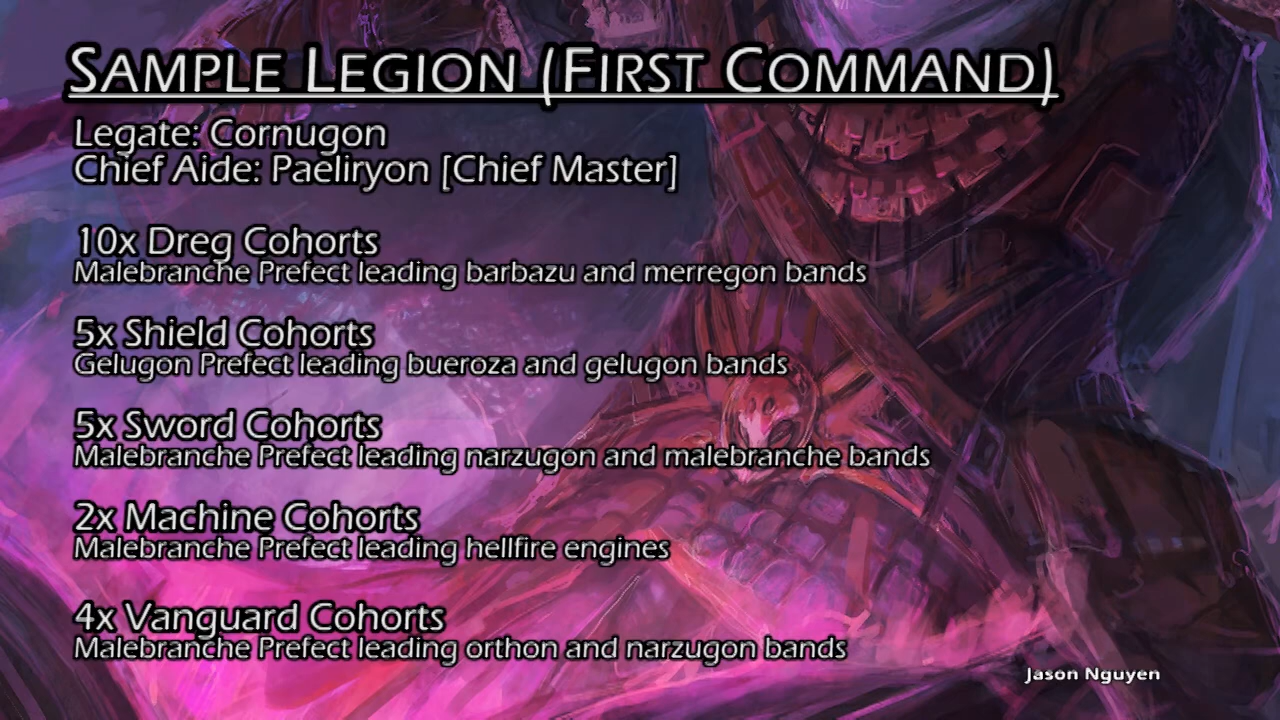 Sample Legion (First Command)
Legate: Cornugon
Chief Aide: Paeliryon [Chief Master]
10x Dreg Cohorts
Malebranche Prefect leading barbazu and merregon bands
5x Shield Cohorts
Gelugon Prefect leading bueroza and gelugon bands
5x Sword Cohorts
Malebranche Prefect leading narzugon and malebranche bands
2x Machine Cohorts
Malebranche Prefect leading hellfire engines
4x Vanguard Cohorts
Malebranche Prefect leading orthon and narzugon bands
Jason Nguyen